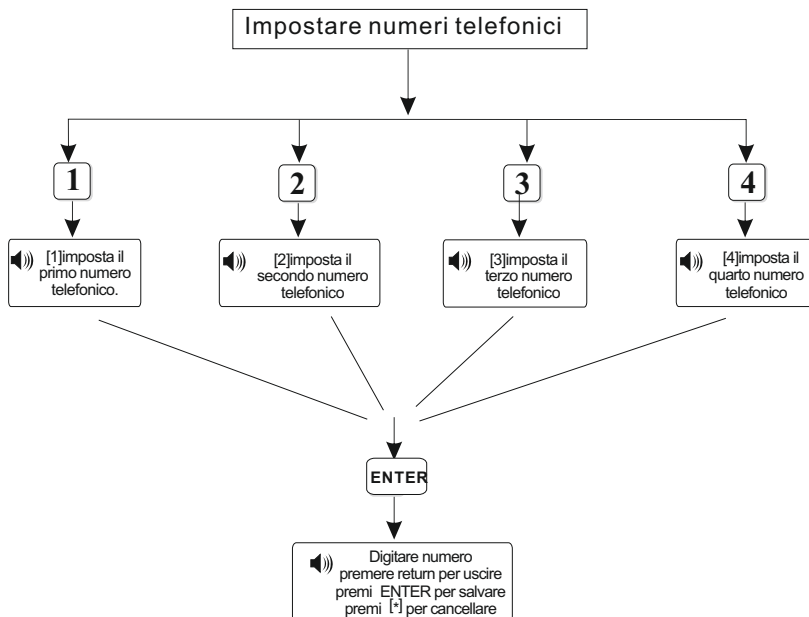 Impostare numeri telefonici
1
2
3
4
[1]imposta il
primo numero
telefonico.
[2]imposta il
secondo numero
telefonico
[3]imposta il
terzo numero
telefonico
[4]imposta il
quarto numero
telefonico
ENTER
Digitare numero
premere return per uscire
premi ENTER per salvare
premi [*] per cancellare